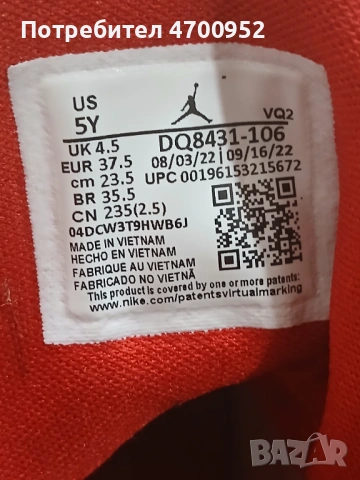 Потребител 4700952
US
5Y
VQ2
UK 4.5
EUR 37.5
cm 23.5
BR 35.5
CN 235(2.5)
DQ8431-106
08/03/22 | 09/16/22
UPC 00196153215672
04DCW3T9HWB6J
MADE IN VIETNAM
HECHO EN VIETNAM
FABRIQUE AU VIETNAM
FABRICADO NO VIETNÃ
This product is covered by one or more patents:
www.nike.com/patentsvirtualmarking
BAZAR
bg